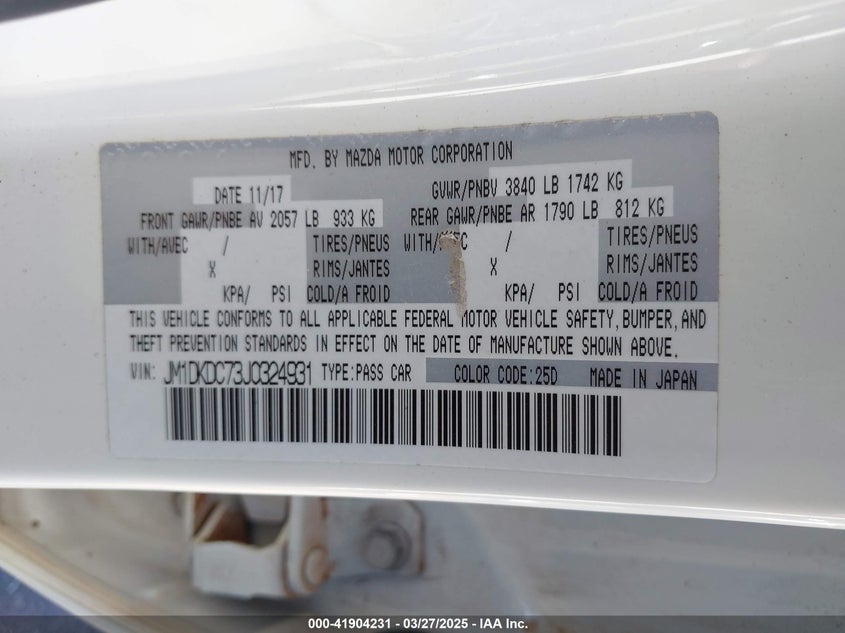 MFD. BY MAZDA MOTOR CORPORATION
DATE 11/17 GVWR/PNBV 3840 LB 1742 KG
FRONT GAWR/PNBE AV 2057 LB 933 KG REAR GAWR/PNBE AR 1790 LB 812 KG
WITH/AVEC / TIRES/PNEUS WITH/AVEC / TIRES/PNEUS
X RIMS/JANTES X RIMS/JANTES
KPA/ PSI COLD/A FROID KPA/ PSI COLD/A FROID
THIS VEHICLE CONFORMS TO ALL APPLICABLE FEDERAL MOTOR VEHICLE SAFETY, BUMPER, AND
THEFT PREVENTION STANDARDS IN EFFECT ON THE DATE OF MANUFACTURE SHOWN ABOVE.
VIN: JM1DKDC73JC324931 TYPE:PASS CAR COLOR CODE:25D MADE IN JAPAN
000-41904231 - 03/27/2025 - IAA Inc.